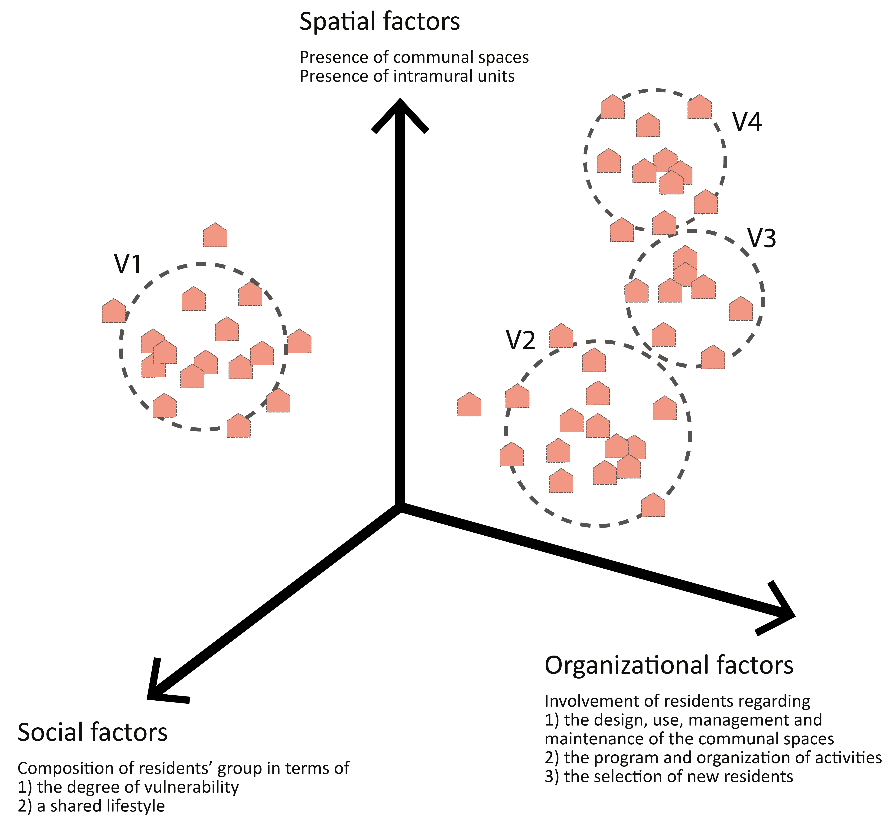 Spatial factors
Presence of communal spaces
Presence of intramural units
V4
V3
V1
V2
Organizational factors
Involvement of residents regarding
1) the design, use, management and
maintenance of the communal spaces
2) the program and organization of activities
3) the selection of new residents
Social factors
Composition of residents' group in terms of
1) the degree of vulnerability
2) a shared lifestyle